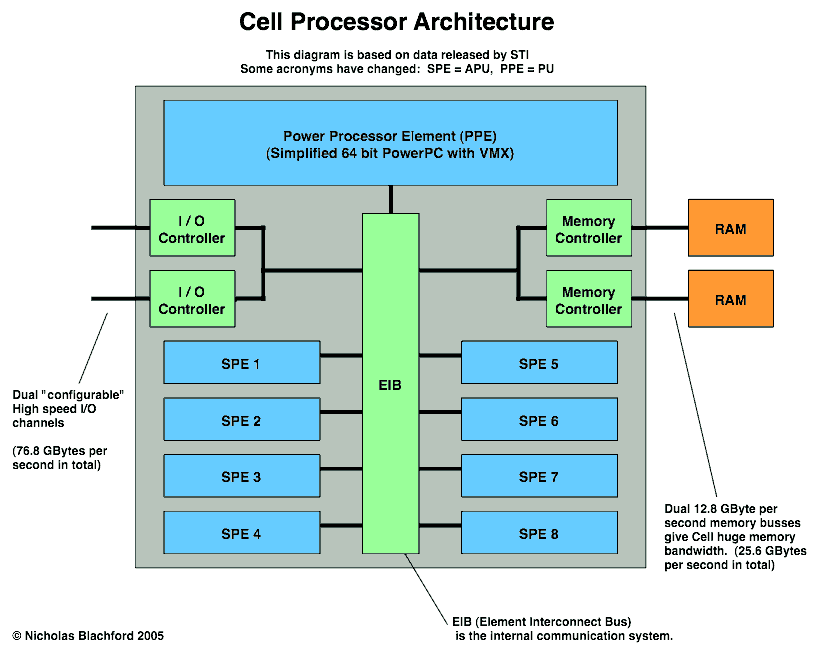 Cell Processor Architecture
This diagram is based on data released by STI
Some acronyms have changed:  SPE = APU,  PPE = PU
Power Processor Element (PPE)
(Simplified 64 bit PowerPC with VMX)
I / O
Controller
Memory
Controller
RAM
I / O
Controller
Memory
Controller
RAM
EIB
SPE 1
SPE 5
SPE 2
SPE 6
SPE 3
SPE 7
SPE 4
SPE 8
Dual "configurable"
High speed I/O
channels
(76.8 GBytes per
second in total)
Dual 12.8 GByte per
second memory busses
give Cell huge memory
bandwidth.  (25.6 GBytes
per second in total)
EIB (Element Interconnect Bus)
is the internal communication system.
© Nicholas Blachford 2005